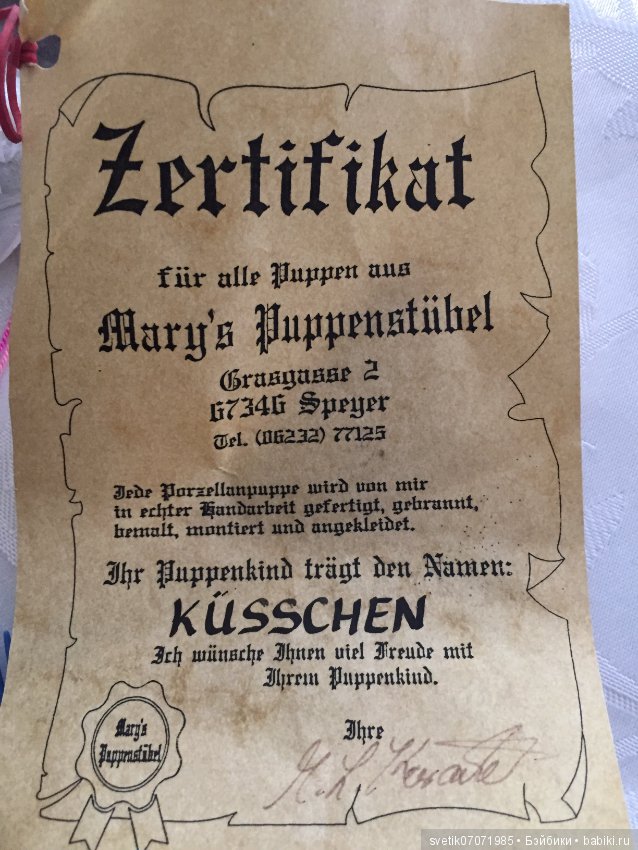 Zertifikat
für alle Puppen aus
Mary's Puppenstübel
Grasgasse 2
67346 Speyer
Tel. (06232) 77125
Jede Porzellanpuppe wird von mir
in echter Handarbeit gefertigt, gebrannt,
bemalt, montiert und angekleidet.
Ihr Puppenkind trägt den Namen:
KÜSSCHEN
Ich wünsche Ihnen viel Freude mit
Ihrem Puppenkind.
Ihre
Mary's
Puppenstübel
svetik07071985 • Бэйбики • babiki.ru